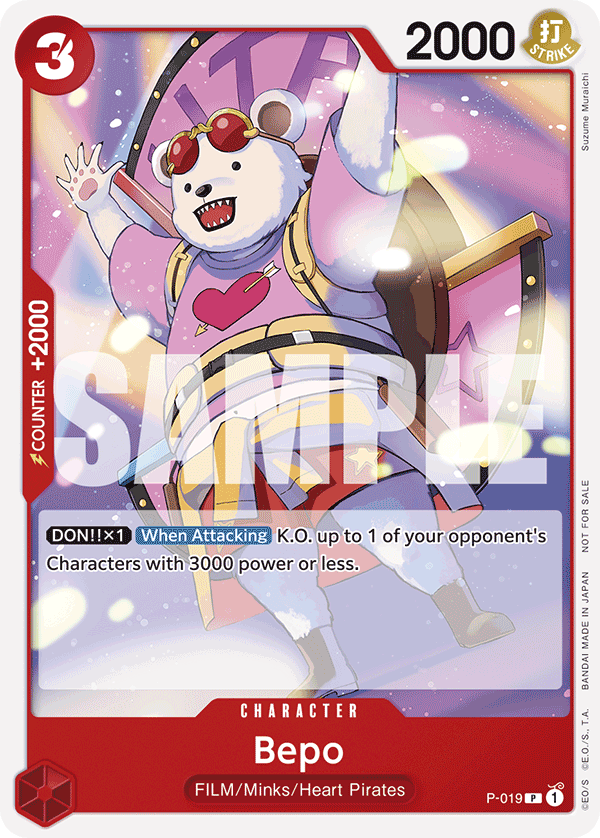 3
2000
打
STRIKE
Suzume Muraichi
UTA
COUNTER +2000
SAMPLE
DON!!×1 When Attacking K.O. up to 1 of your opponent's
Characters with 3000 power or less.
CHARACTER
Bepo
FILM/Minks/Heart Pirates
P-019 P 1
©EO/S ©E.O./S., T.A. BANDAI MADE IN JAPAN NOT FOR SALE